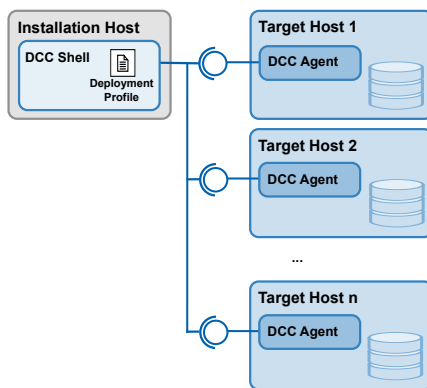 Installation Host
DCC Shell
Deployment
Profile
Target Host 1
DCC Agent
Target Host 2
DCC Agent
...
Target Host n
DCC Agent